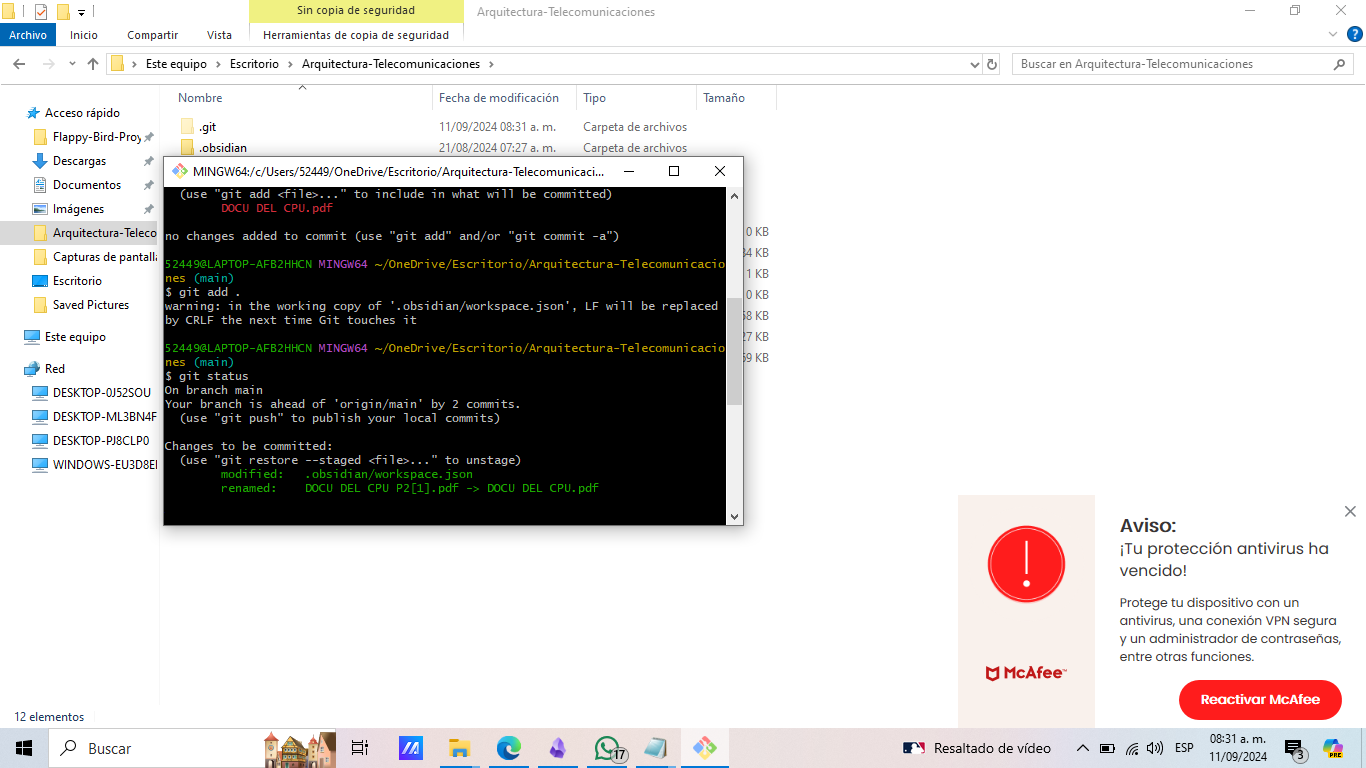 Sin copia de seguridad
Arquitectura-Telecomunicaciones
Archivo
Inicio
Compartir
Vista
Herramientas de copia de seguridad
Este equipo
Escritorio
Arquitectura-Telecomunicaciones
Buscar en Arquitectura-Telecomunicaciones
Nombre
Fecha de modificación
Tipo
Tamaño
Acceso rápido
Flappy-Bird-Proy
Descargas
Documentos
Imágenes
Arquitectura-Teleco
Capturas de pantalla
Escritorio
Saved Pictures
Este equipo
Red
DESKTOP-0J52SOU
DESKTOP-ML3BN4F
DESKTOP-PJ8CLP0
WINDOWS-EU3D8EI
.git
11/09/2024 08:31 a. m.
Carpeta de archivos
.obsidian
21/08/2024 07:27 a. m.
Carpeta de archivos
0 KB
34 KB
1 KB
0 KB
58 KB
27 KB
59 KB
MINGW64:/c/Users/52449/OneDrive/Escritorio/Arquitectura-Telecomunicaci...
(use "git add <file>..." to include in what will be committed)
DOCU DEL CPU.pdf
no changes added to commit (use "git add" and/or "git commit -a")
52449@LAPTOP-AFB2HHCN MINGW64 ~/OneDrive/Escritorio/Arquitectura-Telecomunicacio
nes (main)
$ git add .
warning: in the working copy of '.obsidian/workspace.json', LF will be replaced
by CRLF the next time Git touches it
52449@LAPTOP-AFB2HHCN MINGW64 ~/OneDrive/Escritorio/Arquitectura-Telecomunicacio
nes (main)
$ git status
On branch main
Your branch is ahead of 'origin/main' by 2 commits.
(use "git push" to publish your local commits)
Changes to be committed:
(use "git restore --staged <file>..." to unstage)
modified:   .obsidian/workspace.json
renamed:    DOCU DEL CPU P2[1].pdf -> DOCU DEL CPU.pdf
Aviso:
¡Tu protección antivirus ha
vencido!
Protege tu dispositivo con un
antivirus, una conexión VPN segura
y un administrador de contraseñas,
entre otras funciones.
McAfee™
Reactivar McAfee
12 elementos
Buscar
17
Resaltado de vídeo
ESP
08:31 a. m.
11/09/2024
3
PRE